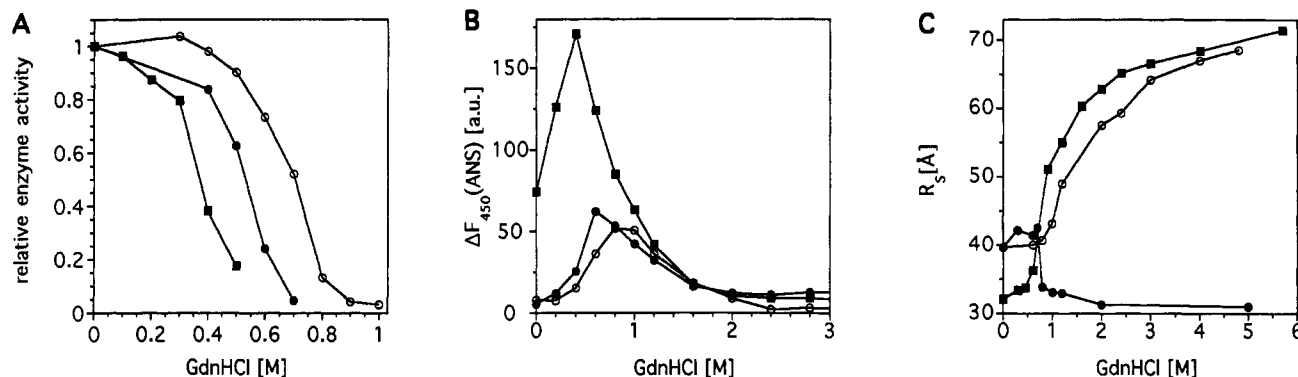 A
relative enzyme activity
1
0.8
0.6
0.4
0.2
0
0 0.2 0.4 0.6 0.8 1
GdnHCl [M]
B
ΔF450(ANS) [a.u.]
150
100
50
0
0 1 2 3
GdnHCl [M]
C
RS[Å]
70
60
50
40
30
0 1 2 3 4 5 6
GdnHCl [M]